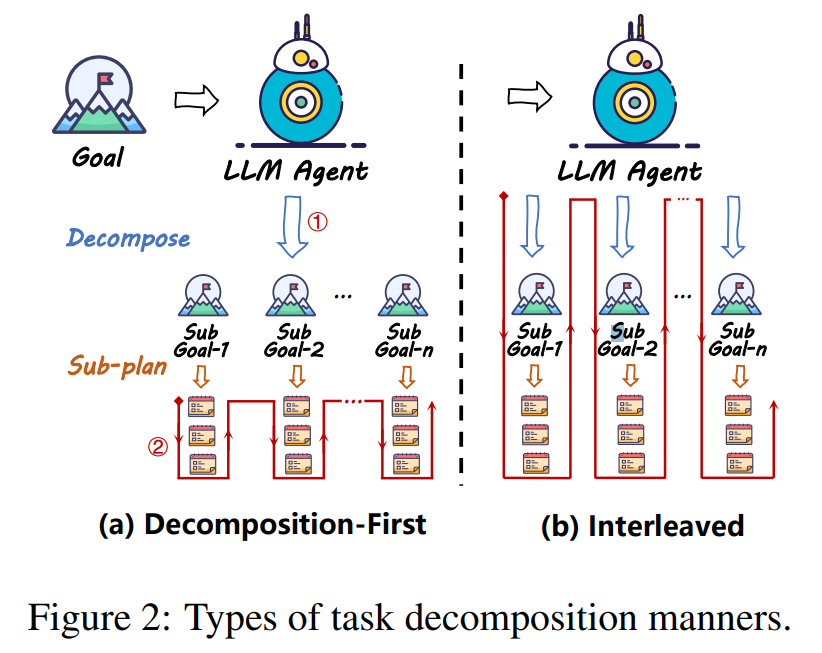 Goal
LLM Agent
LLM Agent
Decompose
①
Sub
Goal-1
Sub
Goal-2
...
Sub
Goal-n
Sub
Goal-1
Sub
Goal-2
...
Sub
Goal-n
...
Sub-plan
②
...
(a) Decomposition-First
(b) Interleaved
Figure 2: Types of task decomposition manners.